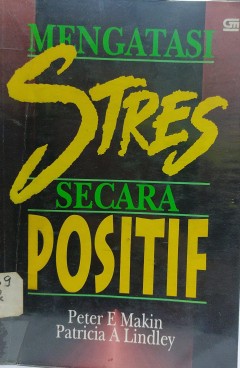 MENGATASI
STRES
SECARA
POSITIF
Peter E Makin
Patricia A Lindley